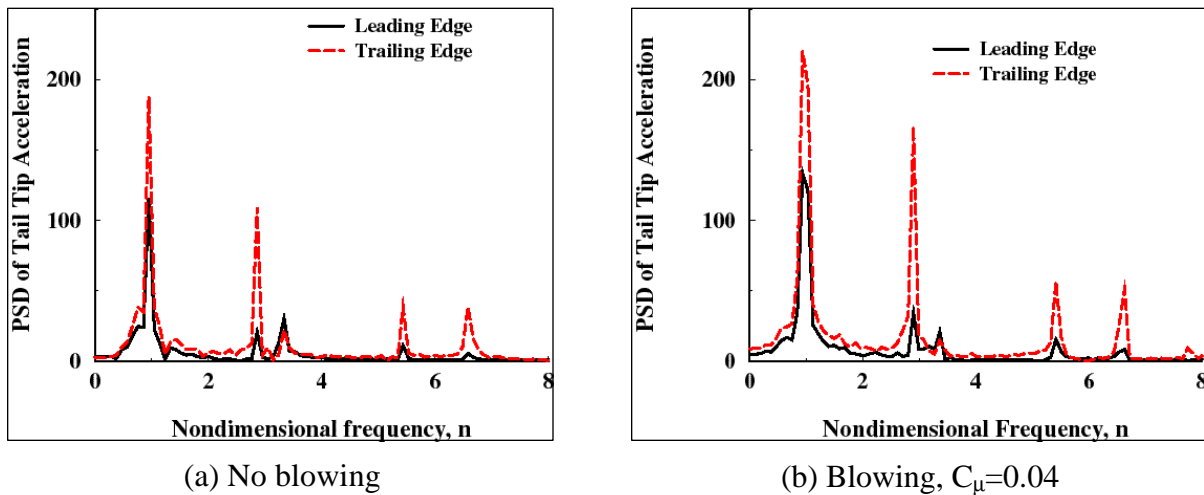 PSD of Tail Tip Acceleration
200
100
0
Leading Edge
Trailing Edge
0 2 4 6 8
Nondimensional frequency, n
(a) No blowing
PSD of Tail Tip Acceleration
200
100
0
Leading Edge
Trailing Edge
0 2 4 6 8
Nondimensional Frequency, n
(b) Blowing, Cμ=0.04